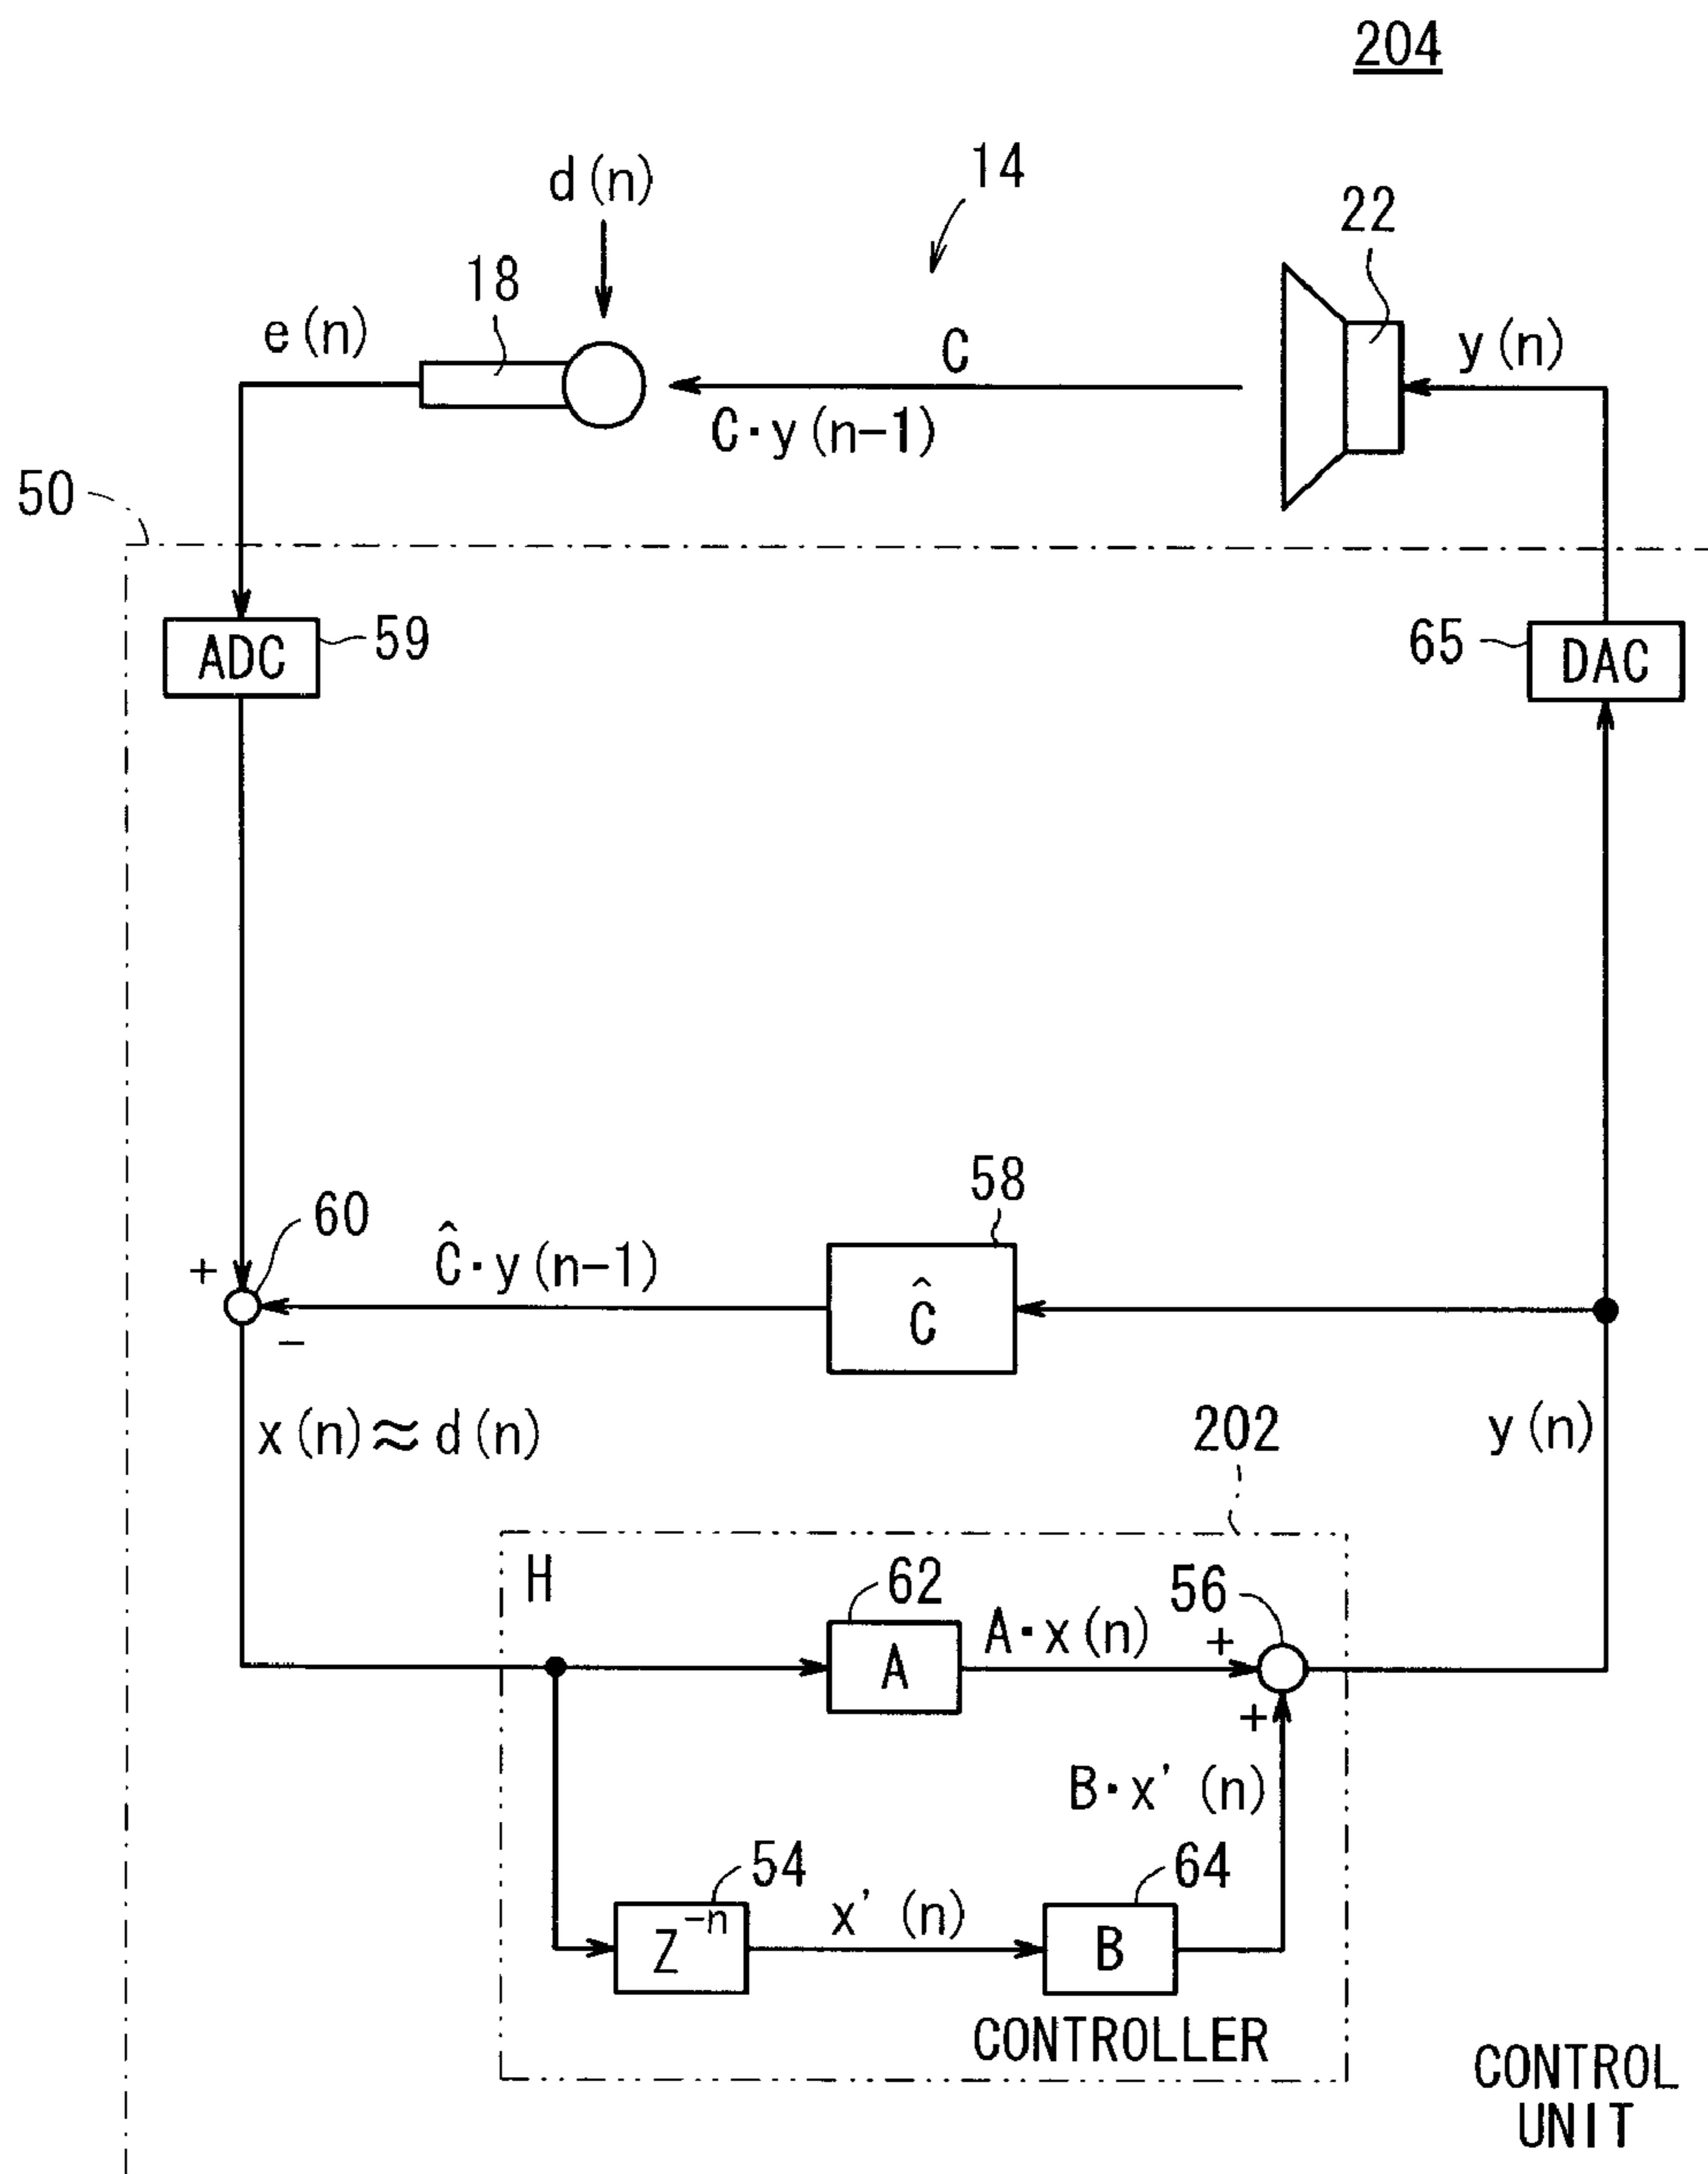 204
d(n)
14
22
18
e(n)
C
y(n)
C·y(n-1)
50
ADC
59
65
DAC
58
60
+
Ĉ·y(n-1)
Ĉ
−
x(n)≈d(n)
202
y(n)
H
62
56
A·x(n)
+
A
+
B·x'(n)
54
64
Z⁻ⁿ
x'(n)
B
CONTROLLER
CONTROL
UNIT